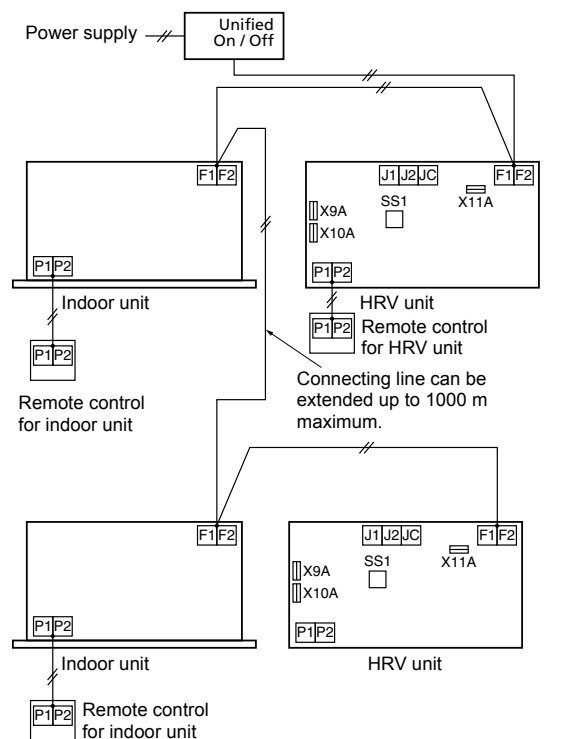 Power supply
Unified
On / Off
F1 F2
J1 J2 JC
F1 F2
X9A
X10A
SS1
X11A
P1 P2
P1 P2
Indoor unit
HRV unit
P1 P2
Remote control
for HRV unit
P1 P2
Remote control
for indoor unit
Connecting line can be
extended up to 1000 m
maximum.
F1 F2
J1 J2 JC
F1 F2
X9A
X10A
SS1
X11A
P1 P2
P1 P2
Indoor unit
HRV unit
P1 P2
Remote control
for indoor unit